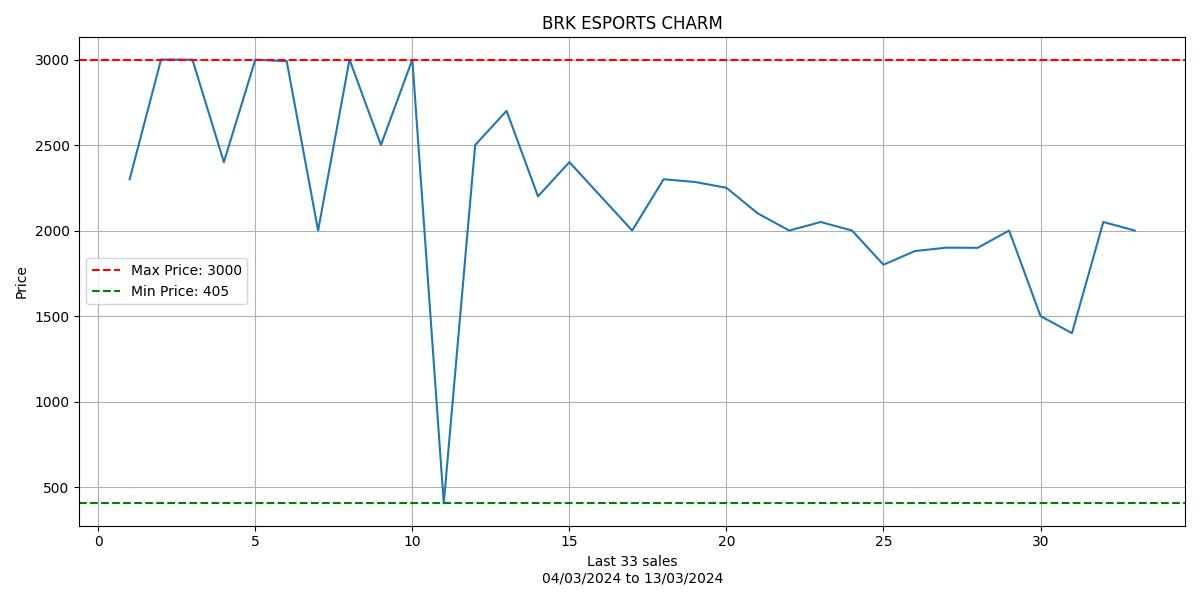 BRK ESPORTS CHARM
3000
2500
2000
1500
1000
500
Price
Max Price: 3000
Min Price: 405
0 5 10 15 20 25 30
Last 33 sales
04/03/2024 to 13/03/2024